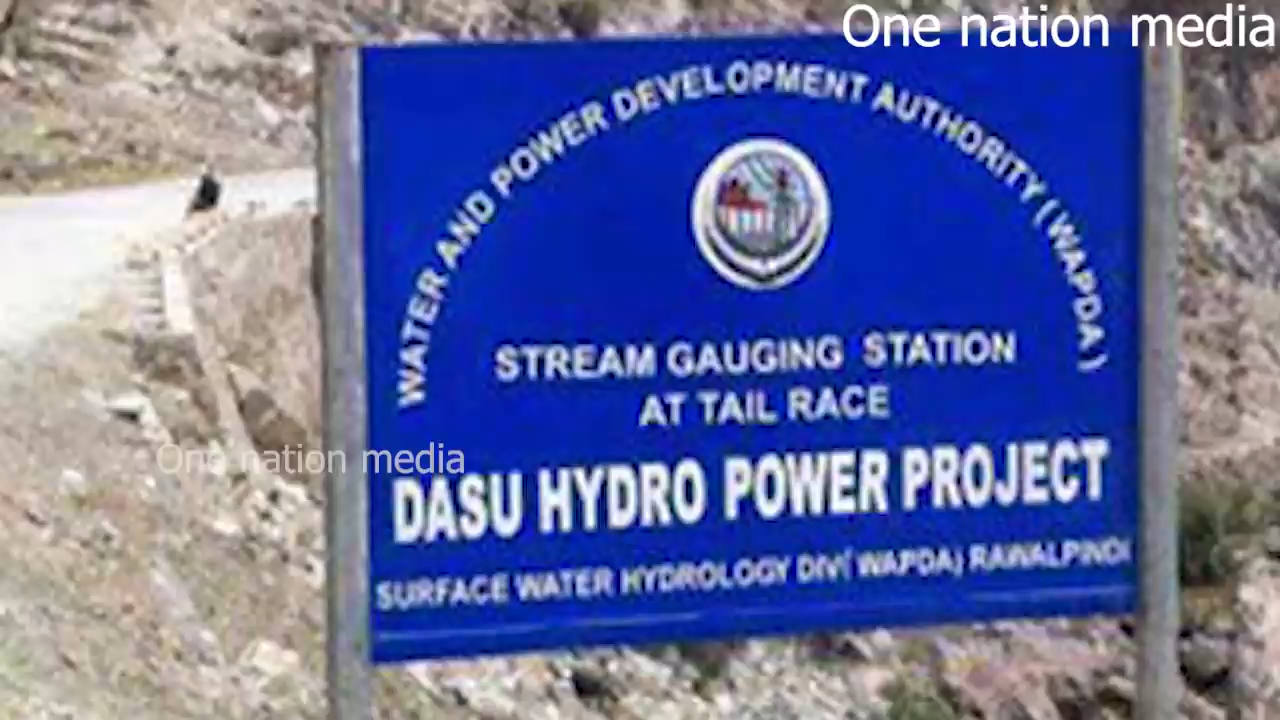 One nation media
WATER AND POWER DEVELOPMENT AUTHORITY (WAPDA)
STREAM GAUGING STATION
AT TAIL RACE
One nation media
DASU HYDRO POWER PROJECT
SURFACE WATER HYDROLOGY DIV( WAPDA) RAWALPINDI